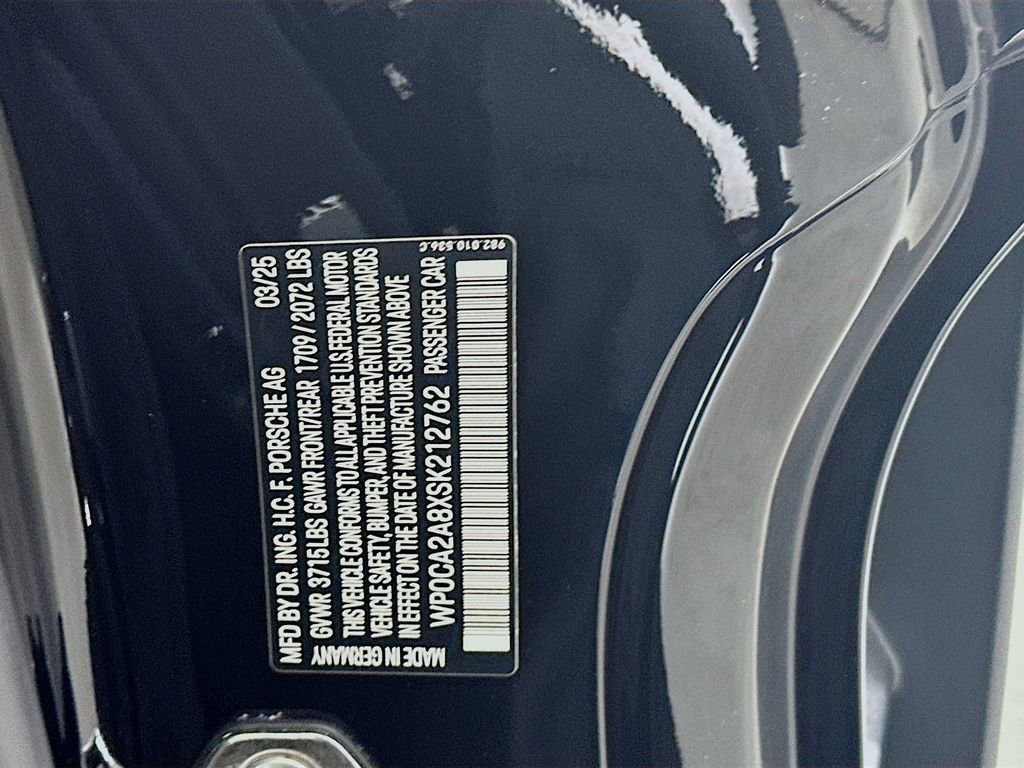 MFD BY DR. ING. H.C. F. PORSCHE AG 03/25
GVWR 3715 LBS GAWR FRONT/REAR 1709 / 2072 LBS
THIS VEHICLE CONFORMS TO ALL APPLICABLE U.S. FEDERAL MOTOR
VEHICLE SAFETY, BUMPER, AND THEFT PREVENTION STANDARDS
IN EFFECT ON THE DATE OF MANUFACTURE SHOWN ABOVE
WP0CA2A8XSK212762 PASSENGER CAR
MADE IN GERMANY
982.010.536.C